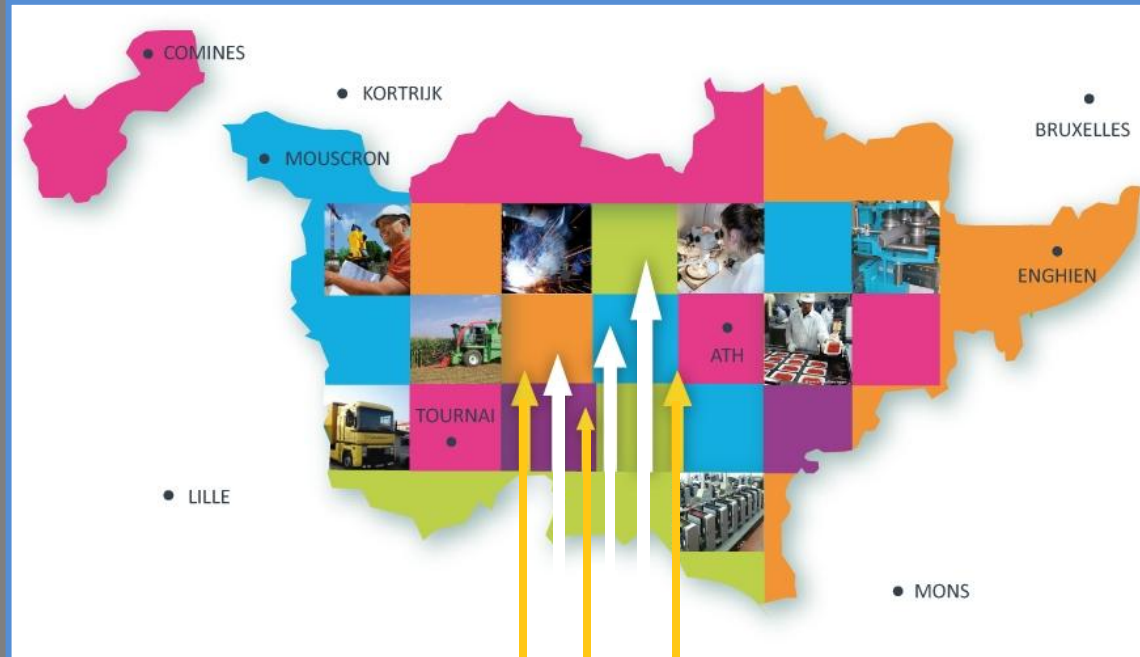 COMINES
KORTRIJK
BRUXELLES
MOUSCRON
ENGHIEN
ATH
TOURNAI
LILLE
MONS